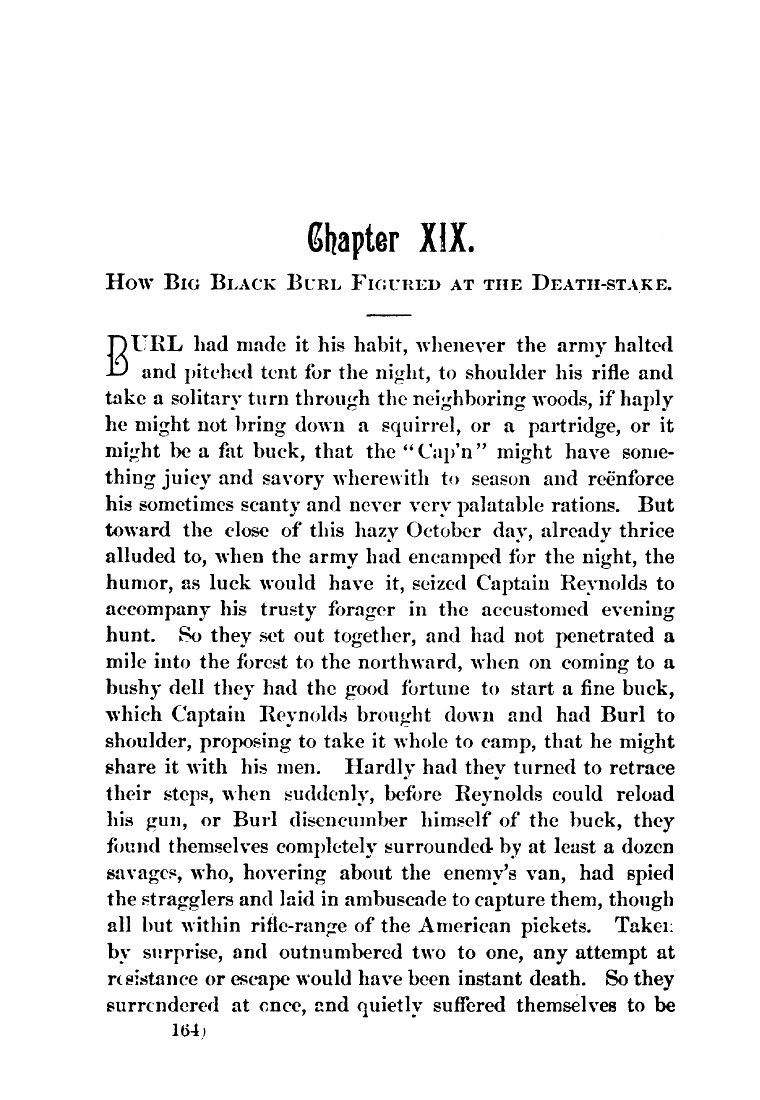 Chapter XIX.
How Big Black Burl Figured at the Death-stake.
BURL had made it his habit, whenever the army halted
and pitched tent for the night, to shoulder his rifle and
take a solitary turn through the neighboring woods, if haply
he might not bring down a squirrel, or a partridge, or it
might be a fat buck, that the "Cap'n" might have some-
thing juicy and savory wherewith to season and reënforce
his sometimes scanty and never very palatable rations. But
toward the close of this hazy October day, already thrice
alluded to, when the army had encamped for the night, the
humor, as luck would have it, seized Captain Reynolds to
accompany his trusty forager in the accustomed evening
hunt. So they set out together, and had not penetrated a
mile into the forest to the northward, when on coming to a
bushy dell they had the good fortune to start a fine buck,
which Captain Reynolds brought down and had Burl to
shoulder, proposing to take it whole to camp, that he might
share it with his men. Hardly had they turned to retrace
their steps, when suddenly, before Reynolds could reload
his gun, or Burl disencumber himself of the buck, they
found themselves completely surrounded by at least a dozen
savages, who, hovering about the enemy's van, had spied
the stragglers and laid in ambuscade to capture them, though
all but within rifle-range of the American pickets. Taken
by surprise, and outnumbered two to one, any attempt at
resistance or escape would have been instant death. So they
surrendered at once, and quietly suffered themselves to be
164)